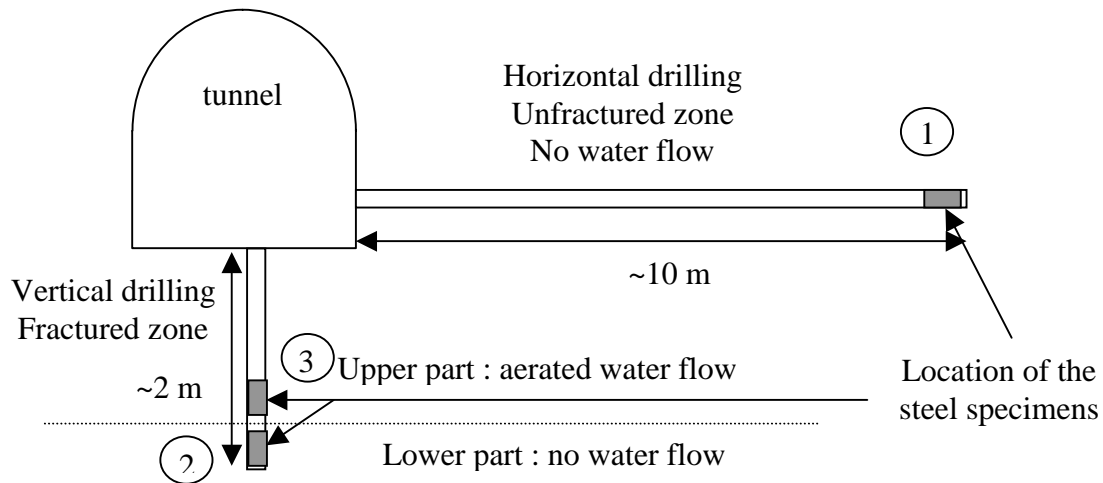 tunnel
Horizontal drilling
Unfractured zone
No water flow
1
~10 m
Vertical drilling
Fractured zone
~2 m
3
Upper part : aerated water flow
Location of the
steel specimens
2
Lower part : no water flow